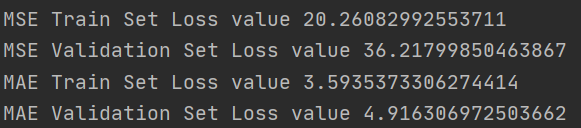 MSE Train Set Loss value 20.26082992553711
MSE Validation Set Loss value 36.21799850463867
MAE Train Set Loss value 3.5935373306274414
MAE Validation Set Loss value 4.916306972503662